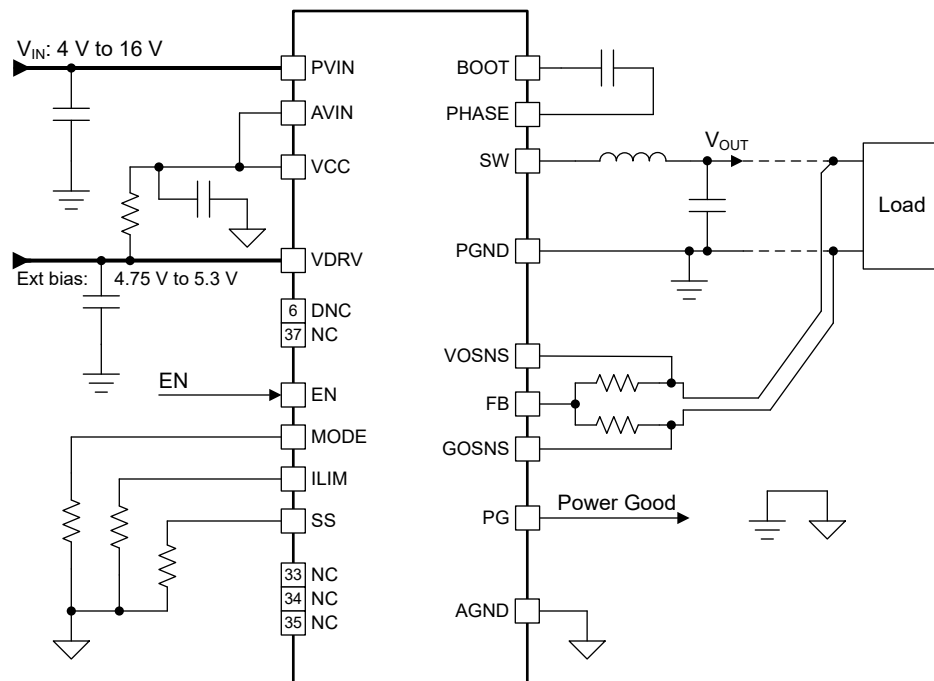 V_IN: 4 V to 16 V
PVIN
AVIN
VCC
VDRV
Ext bias: 4.75 V to 5.3 V
6 DNC
37 NC
EN
EN
MODE
ILIM
SS
33 NC
34 NC
35 NC
BOOT
PHASE
SW
V_OUT
Load
PGND
VOSNS
FB
GOSNS
PG
Power Good
AGND